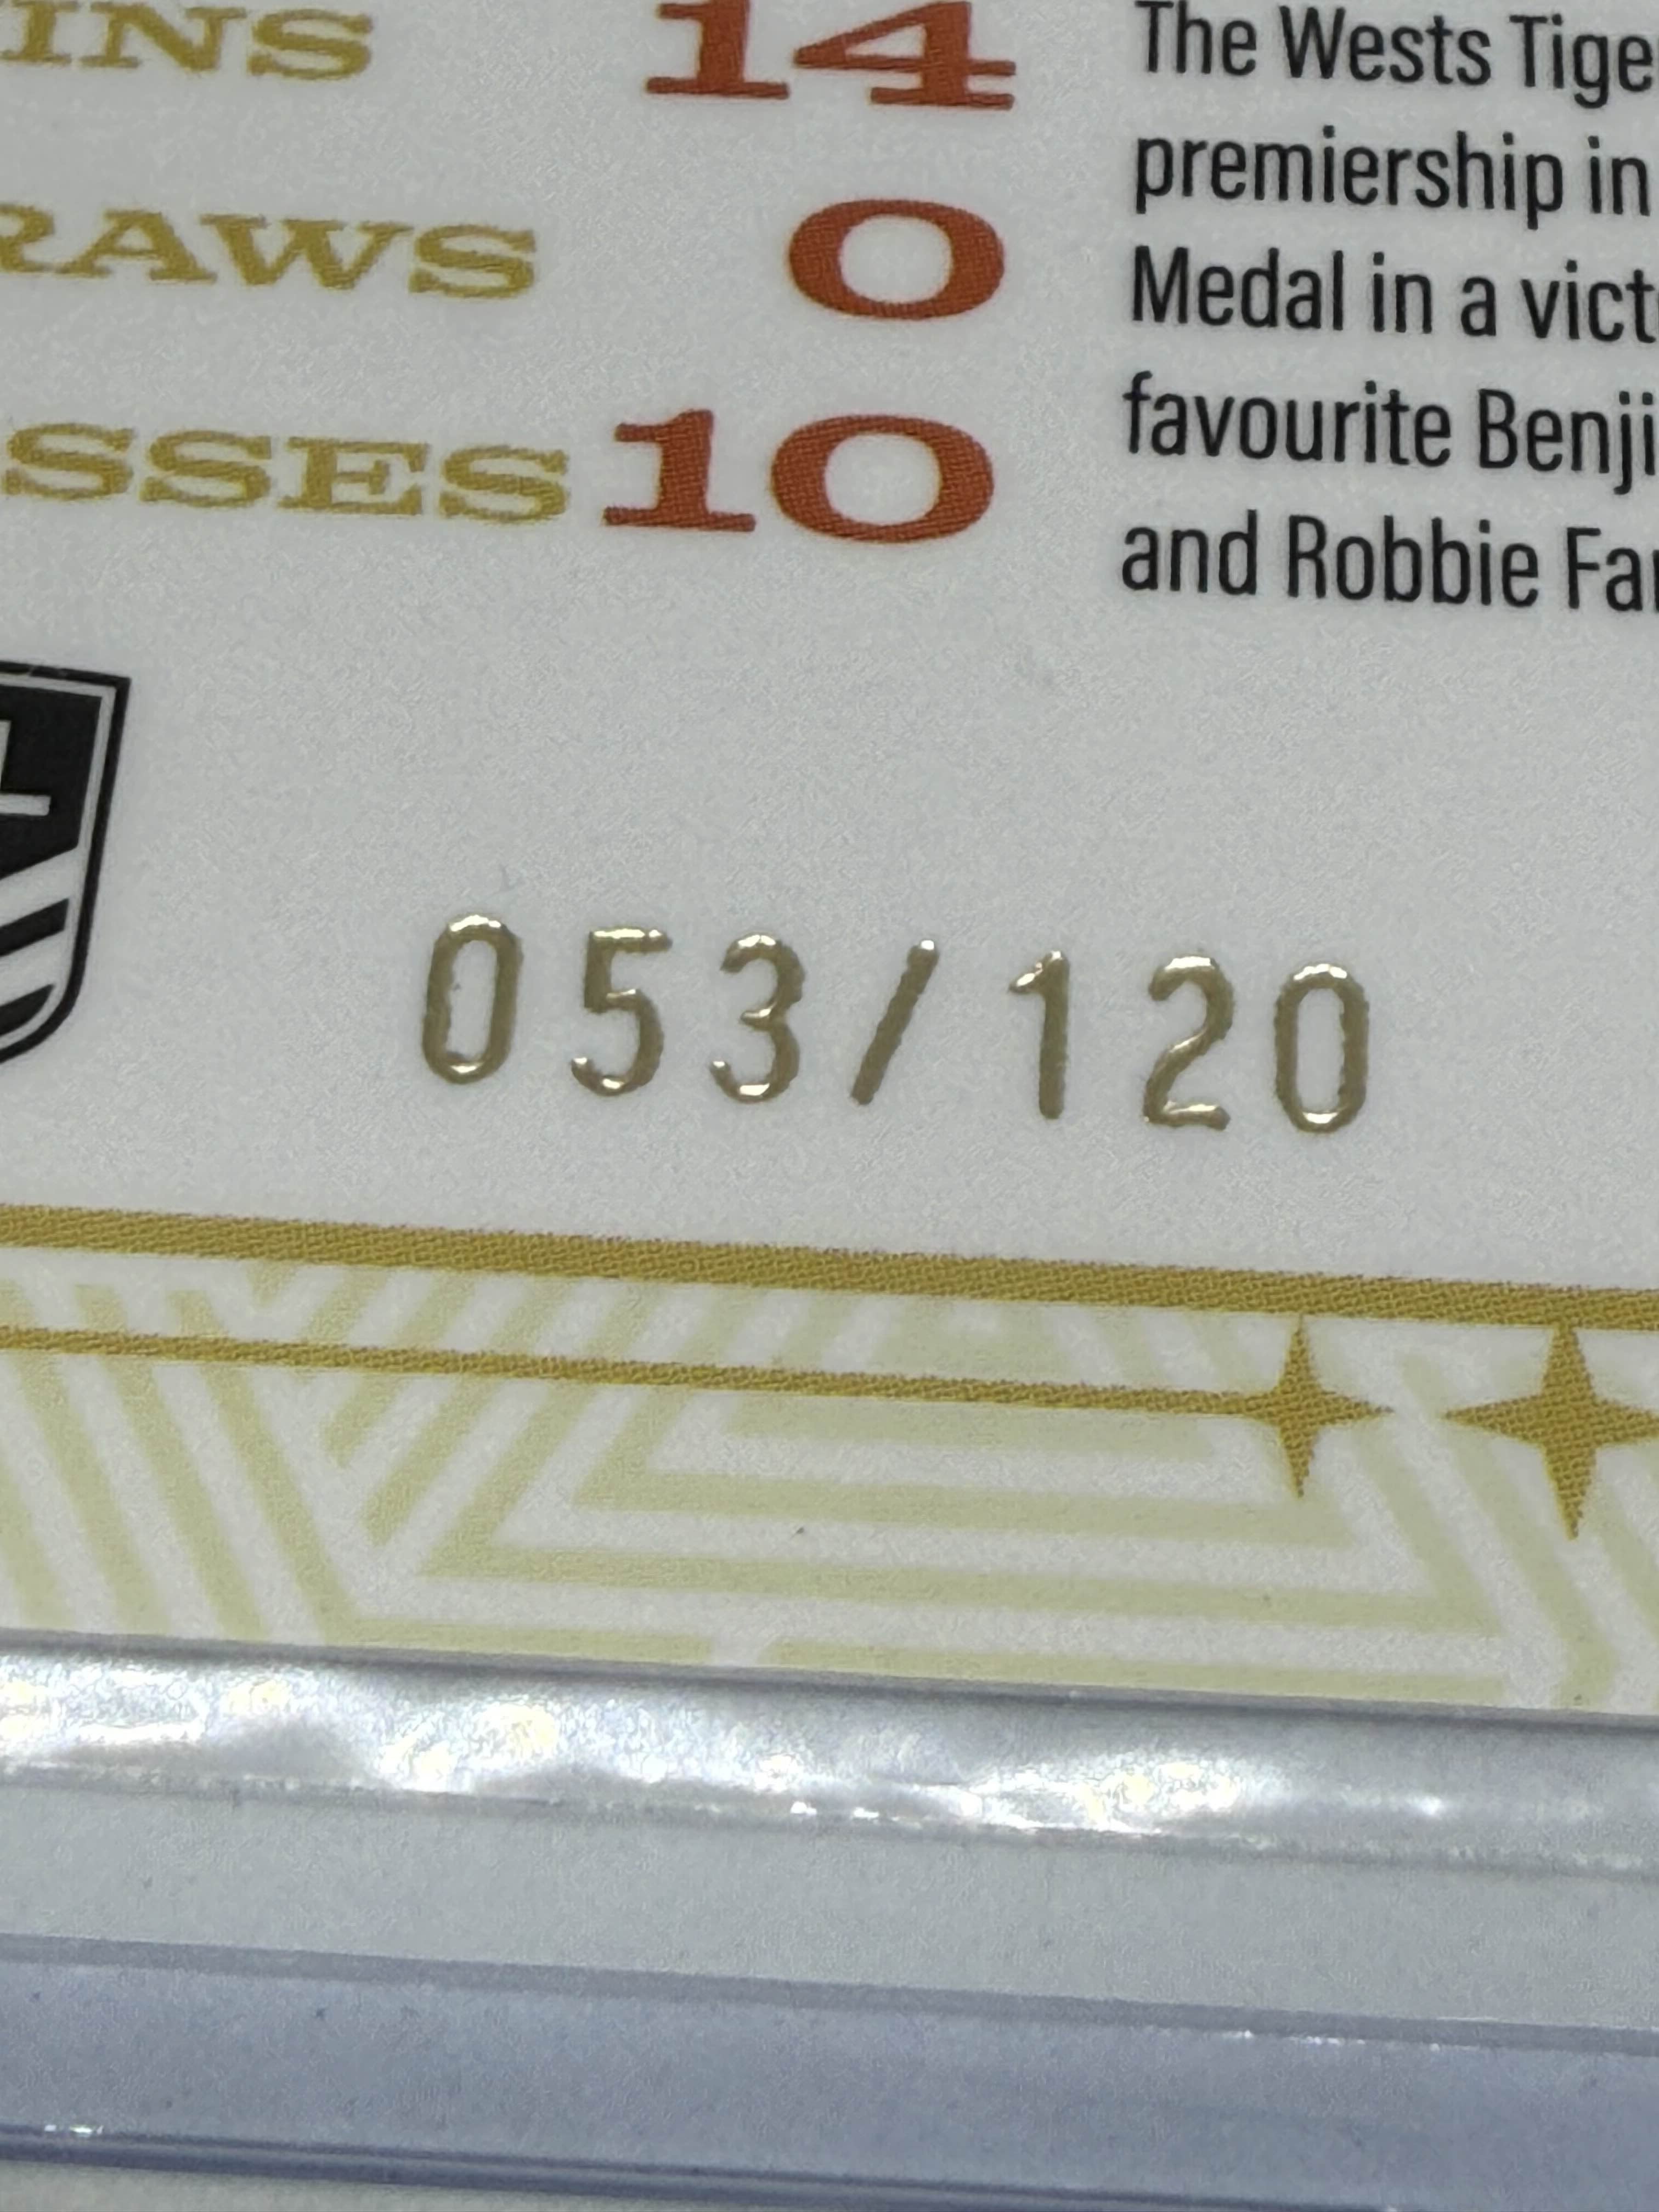 INS 14
RAWS 0
SSES 10
The Wests Tige
premiership in
Medal in a vict
favourite Benji
and Robbie Fa
L
053/120